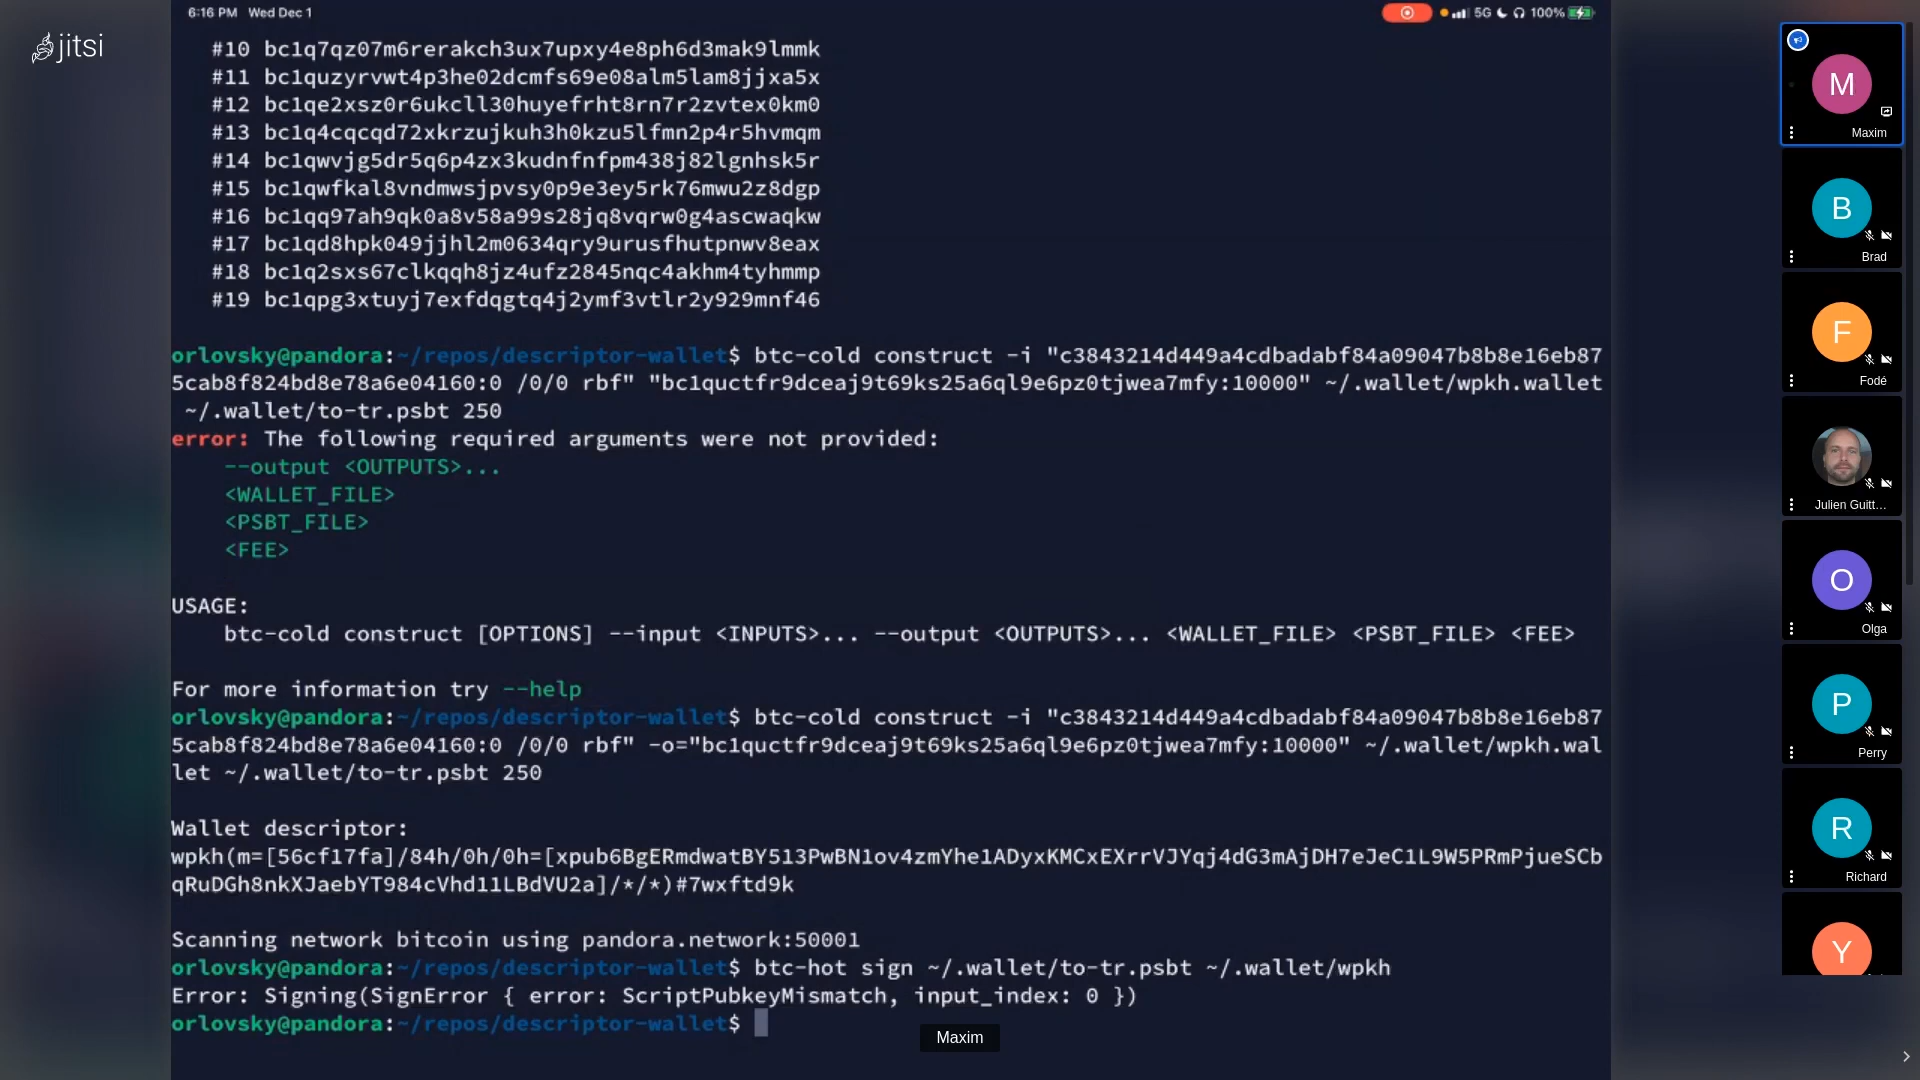 6:16 PM Wed Dec 1
5G 100%
jitsi
#10 bc1q7qz07m6rerakch3ux7upxy4e8ph6d3mak9lmmk
#11 bc1quzyrvwt4p3he02dcmfs69e08alm5lam8jjxa5x
#12 bc1qe2xsz0r6ukcll30huyefrht8rn7r2zvtex0km0
#13 bc1q4cqcqd72xkrzujkuh3h0kzu5lfmn2p4r5hvmqm
#14 bc1qwvjg5dr5q6p4zx3kudnfnfpm438j82lgnhsk5r
#15 bc1qwfkal8vndmwsjpvsy0p9e3ey5rk76mwu2z8dgp
#16 bc1qq97ah9qk0a8v58a99s28jq8vqrw0g4ascwaqkw
#17 bc1qd8hpk049jjhl2m0634qry9urusfhutpnwv8eax
#18 bc1q2sxs67clkqqh8jz4ufz2845nqc4akhm4tyhmmp
#19 bc1qpg3xtuyj7exfdqgtq4j2ymf3vtlr2y929mnf46
orlovsky@pandora:~/repos/descriptor-wallet$ btc-cold construct -i "c3843214d449a4cdbadabf84a09047b8b8e16eb87
5cab8f824bd8e78a6e04160:0 /0/0 rbf" "bc1quctfr9dceaj9t69ks25a6ql9e6pz0tjwea7mfy:10000" ~/.wallet/wpkh.wallet
~/.wallet/to-tr.psbt 250
error: The following required arguments were not provided:
--output <OUTPUTS>...
<WALLET_FILE>
<PSBT_FILE>
<FEE>
USAGE:
btc-cold construct [OPTIONS] --input <INPUTS>... --output <OUTPUTS>... <WALLET_FILE> <PSBT_FILE> <FEE>
For more information try --help
orlovsky@pandora:~/repos/descriptor-wallet$ btc-cold construct -i "c3843214d449a4cdbadabf84a09047b8b8e16eb87
5cab8f824bd8e78a6e04160:0 /0/0 rbf" -o="bc1quctfr9dceaj9t69ks25a6ql9e6pz0tjwea7mfy:10000" ~/.wallet/wpkh.wal
let ~/.wallet/to-tr.psbt 250
Wallet descriptor:
wpkh(m=[56cf17fa]/84h/0h/0h=[xpub6BgERmdwatBY513PwBN1ov4zmYhe1ADyxKMCxEXrrVJYqj4dG3mAjDH7eJeC1L9W5PRmPjueSCb
qRuDGh8nkXJaebYT984cVhd11LBdVU2a]/*/*)#7wxftd9k
Scanning network bitcoin using pandora.network:50001
orlovsky@pandora:~/repos/descriptor-wallet$ btc-hot sign ~/.wallet/to-tr.psbt ~/.wallet/wpkh
Error: Signing(SignError { error: ScriptPubkeyMismatch, input_index: 0 })
orlovsky@pandora:~/repos/descriptor-wallet$
Maxim
M
Maxim
B
Brad
F
Fodé
Julien Guitt...
O
Olga
P
Perry
R
Richard
Y